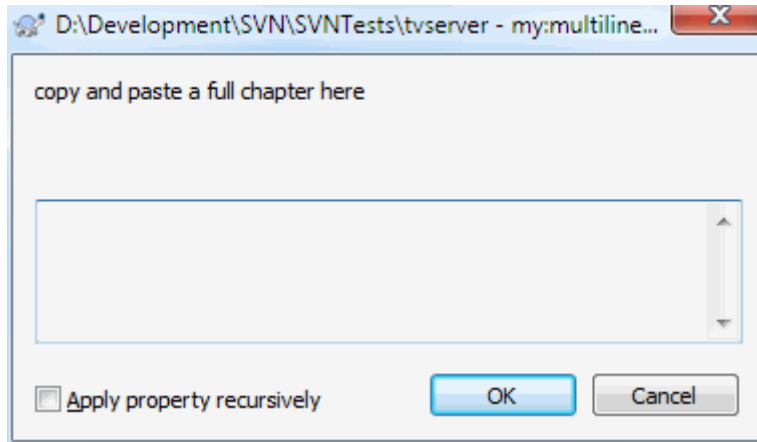 D:\Development\SVN\SVNTests\tvserver - my:multiline...
copy and paste a full chapter here
Apply property recursively
OK
Cancel